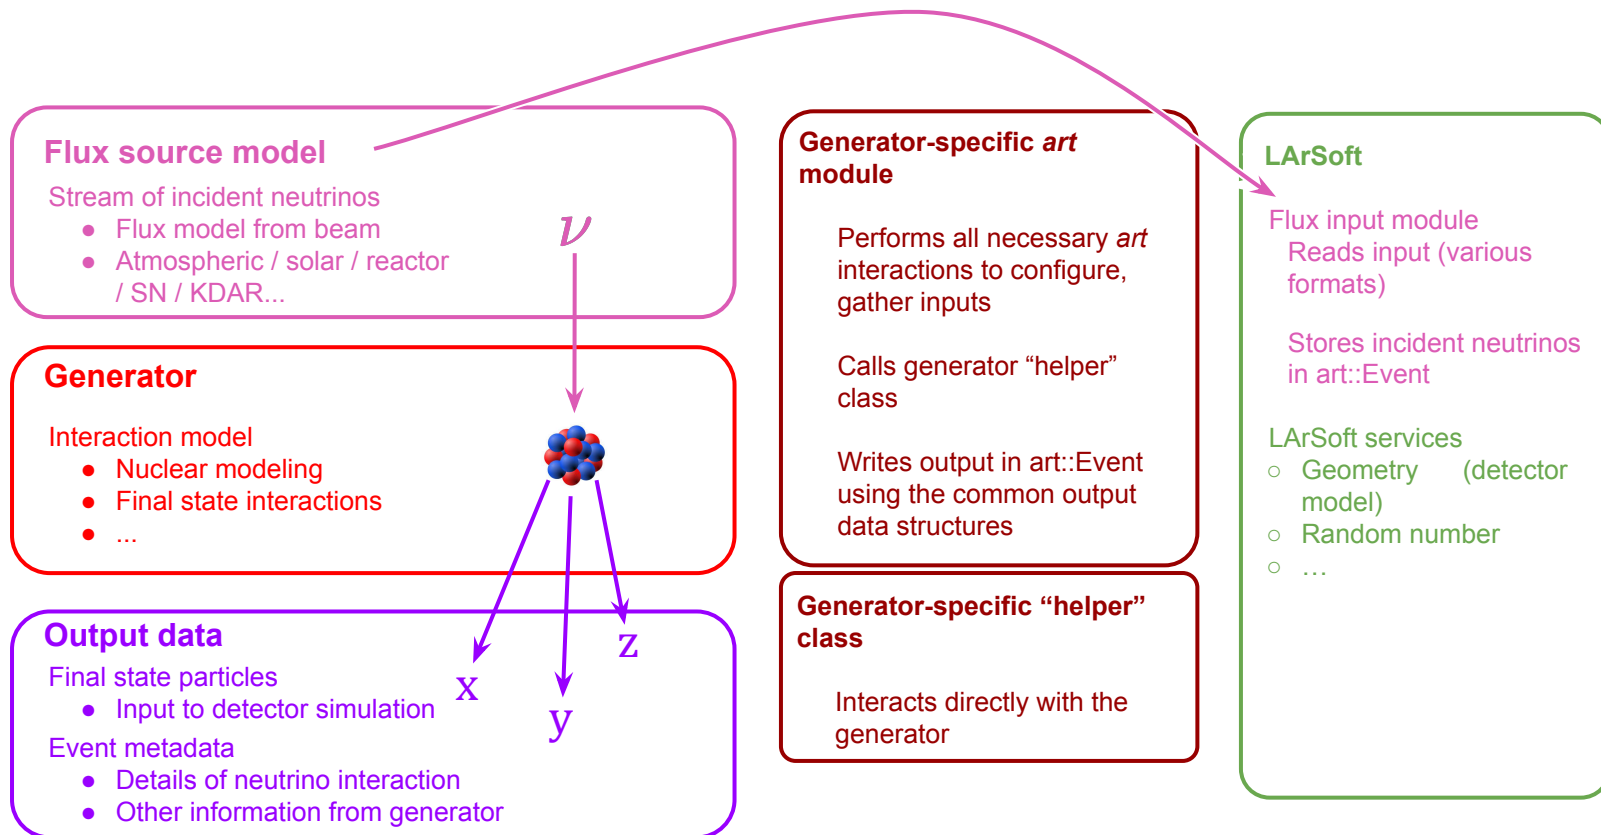 Flux source model
Stream of incident neutrinos
● Flux model from beam
● Atmospheric / solar / reactor
/ SN / KDAR...
ν
Generator
Interaction model
● Nuclear modeling
● Final state interactions
● ...
Output data
Final state particles
● Input to detector simulation
Event metadata
● Details of neutrino interaction
● Other information from generator
x
y
z
Generator-specific art
module
Performs all necessary art
interactions to configure,
gather inputs
Calls generator “helper”
class
Writes output in art::Event
using the common output
data structures
Generator-specific “helper”
class
Interacts directly with the
generator
LArSoft
Flux input module
Reads input (various
formats)
Stores incident neutrinos
in art::Event
LArSoft services
○ Geometry (detector
model)
○ Random number
○ …